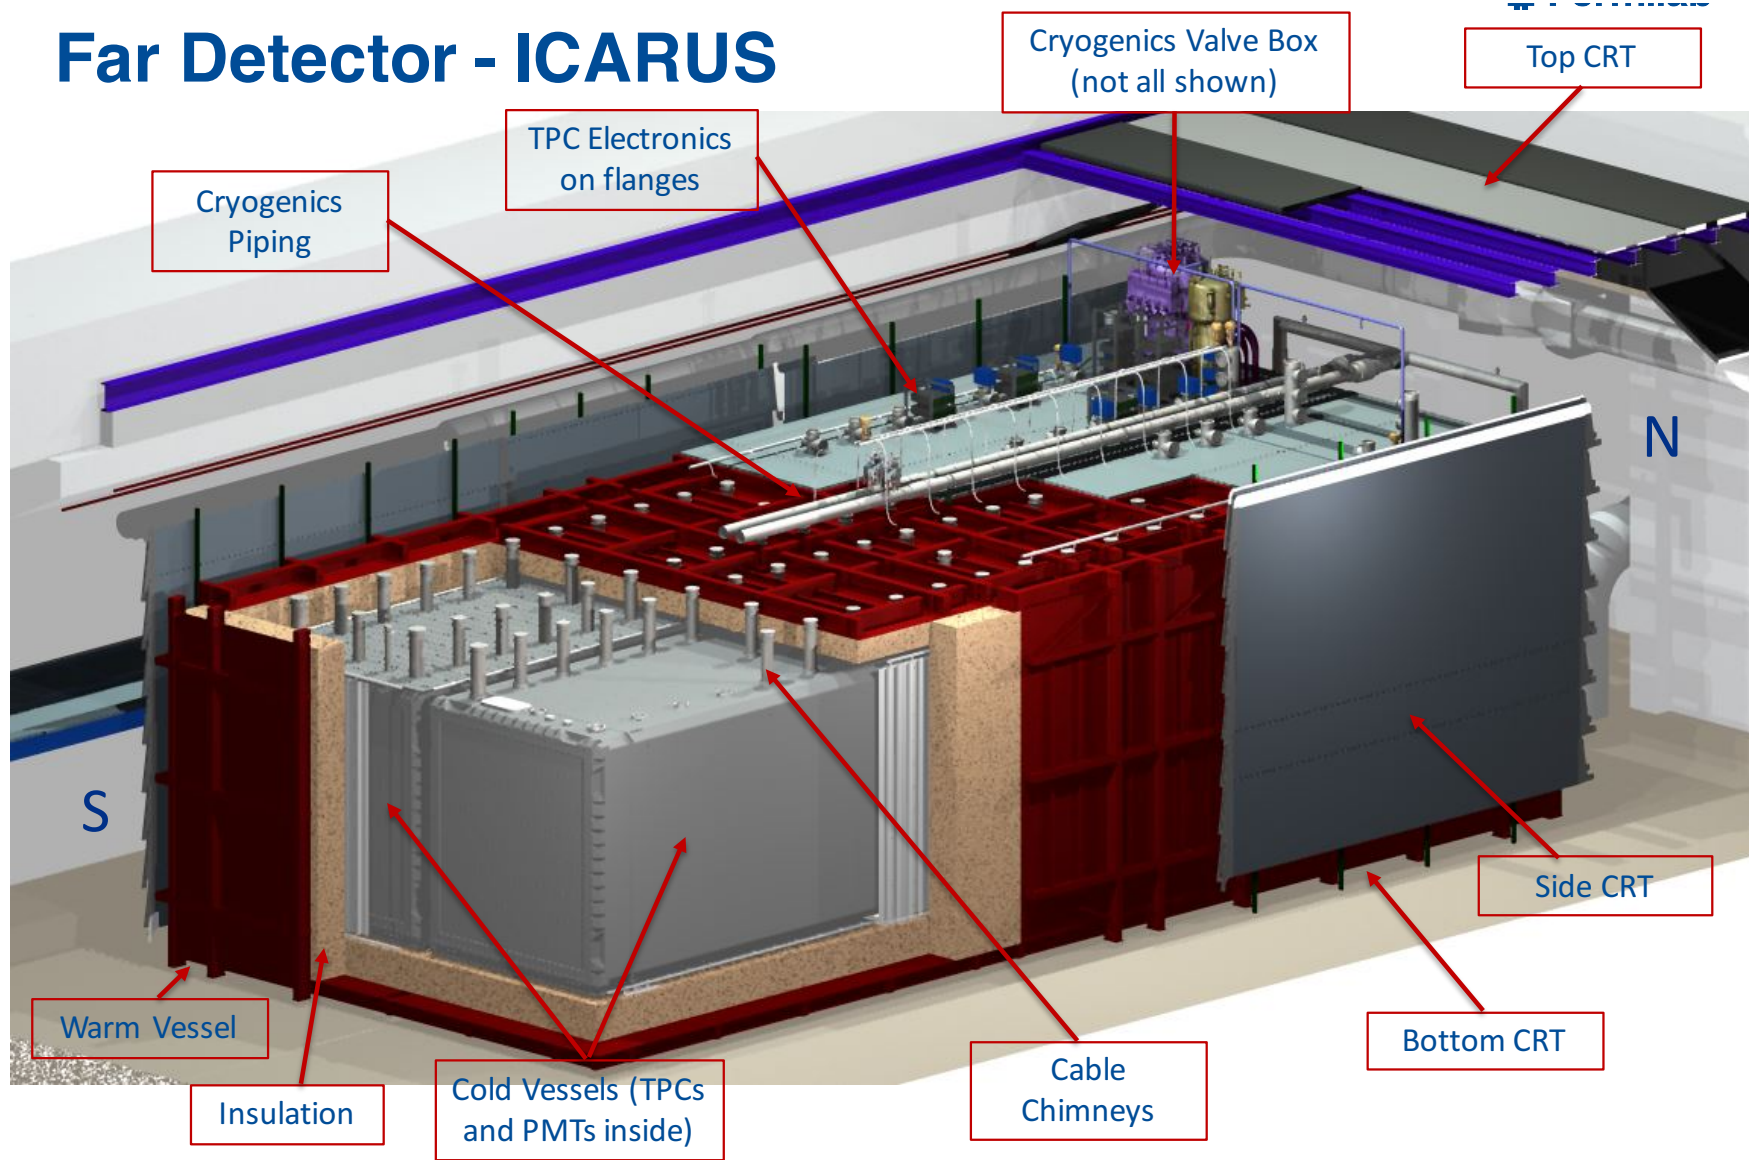 Far Detector - ICARUS
Cryogenics Valve Box
(not all shown)
Top CRT
TPC Electronics
on flanges
Cryogenics
Piping
N
S
Side CRT
Warm Vessel
Bottom CRT
Insulation
Cold Vessels (TPCs
and PMTs inside)
Cable
Chimneys